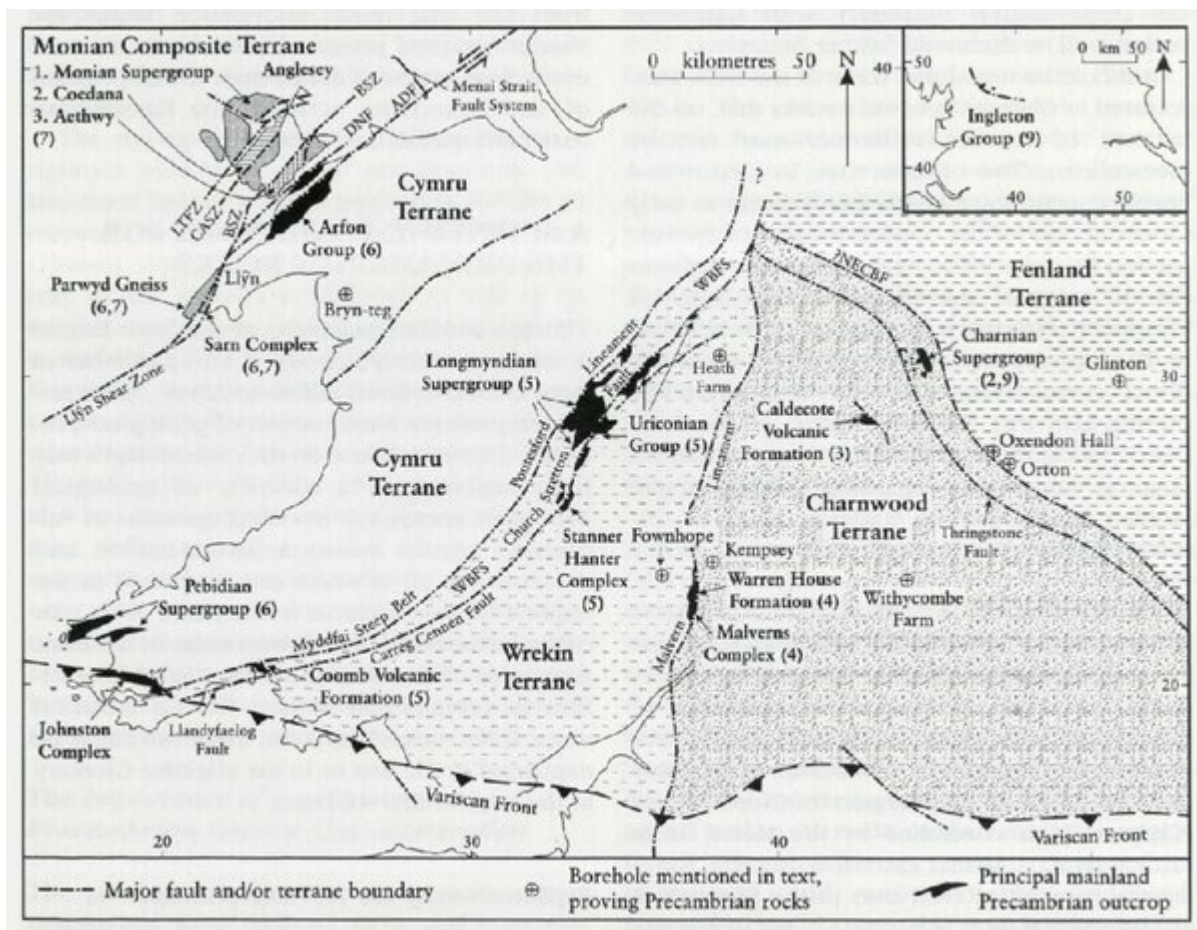 Monian Composite Terrane
1. Monian Supergroup
2. Coedana
3. Aethwy
(7)
Anglesey
BSZ
ADF
DNF
Menai Strait
Fault System
LTPZ
CASZ
BSZ
Cymru
Terrane
Arfon
Group (6)
Parwyd Gneiss
(6,7)
Llŷn
Bryn-teg
Sarn Complex
(6,7)
Llŷn Shear Zone
0 kilometres 50
N
0 km 50
N
50
40
Ingleton
Group (9)
40
50
WBFS
?NECBF
Fenland
Terrane
Charnian
Supergroup
(2,9)
Glinton
30
Lineament
Longmyndian
Supergroup (5)
Heath
Farm
Uriconian
Group (5)
Caldecote
Volcanic
Formation (3)
Oxendon Hall
Orton
Cymru
Terrane
Pontesford
Church Stretton
Fault
Lineament
Charnwood
Terrane
Thringstone
Fault
Stanner
Hanter
Complex
(5)
Fownhope
Kempsey
Warren House
Formation (4)
Withycombe
Farm
Malverns
Complex (4)
Malvern
Pebidian
Supergroup (6)
Myddfai Steep Belt
WBFS
Carreg Cennen Fault
Wrekin
Terrane
Coomb Volcanic
Formation (5)
20
Johnston
Complex
Llandyfaelog
Fault
Variscan Front
Variscan Front
20
30
40
Major fault and/or terrane boundary
Borehole mentioned in text,
proving Precambrian rocks
Principal mainland
Precambrian outcrop